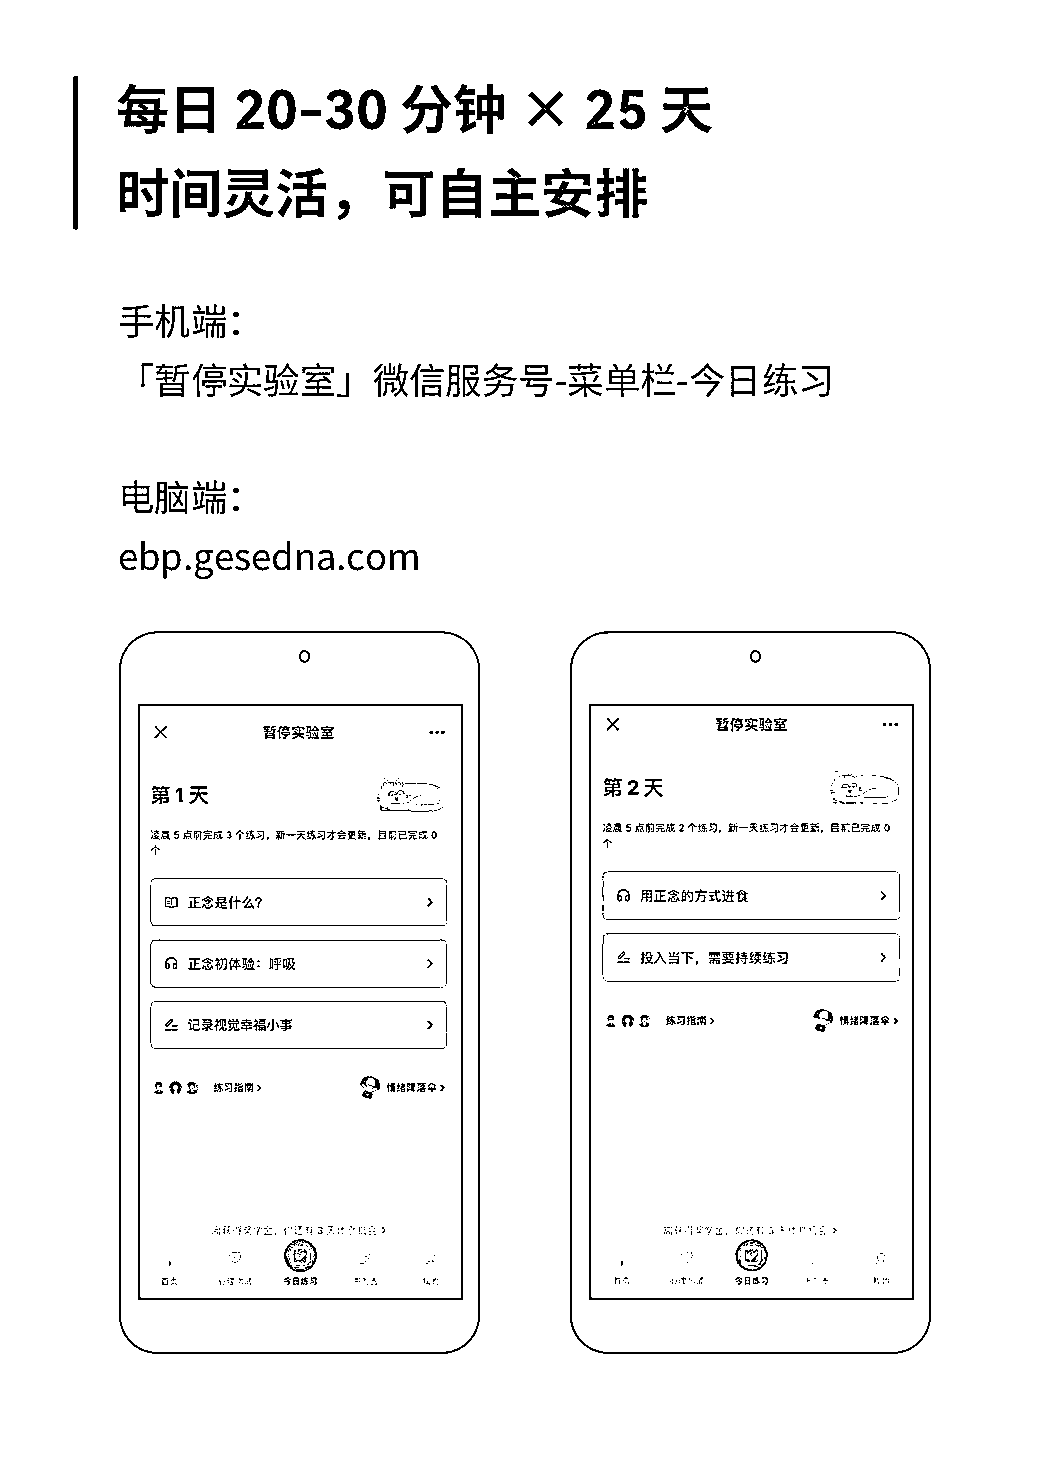 每日 20-30 分钟 × 25 天
时间灵活，可自主安排
手机端：
「暂停实验室」微信服务号-菜单栏-今日练习
电脑端：
ebp.gesedna.com
暂停实验室
第 1 天
凌晨 5 点前完成 3 个练习，新一天练习才会更新，目前已完成 0
个
正念是什么？
正念初体验：呼吸
记录视觉幸福小事
练习指南
情绪降落伞
首页
今日练习
暂停实验室
第 2 天
凌晨 5 点前完成 2 个练习，新一天练习才会更新，目前已完成 0
个
用正念的方式进食
投入当下，需要持续练习
练习指南
情绪降落伞
首页
今日练习